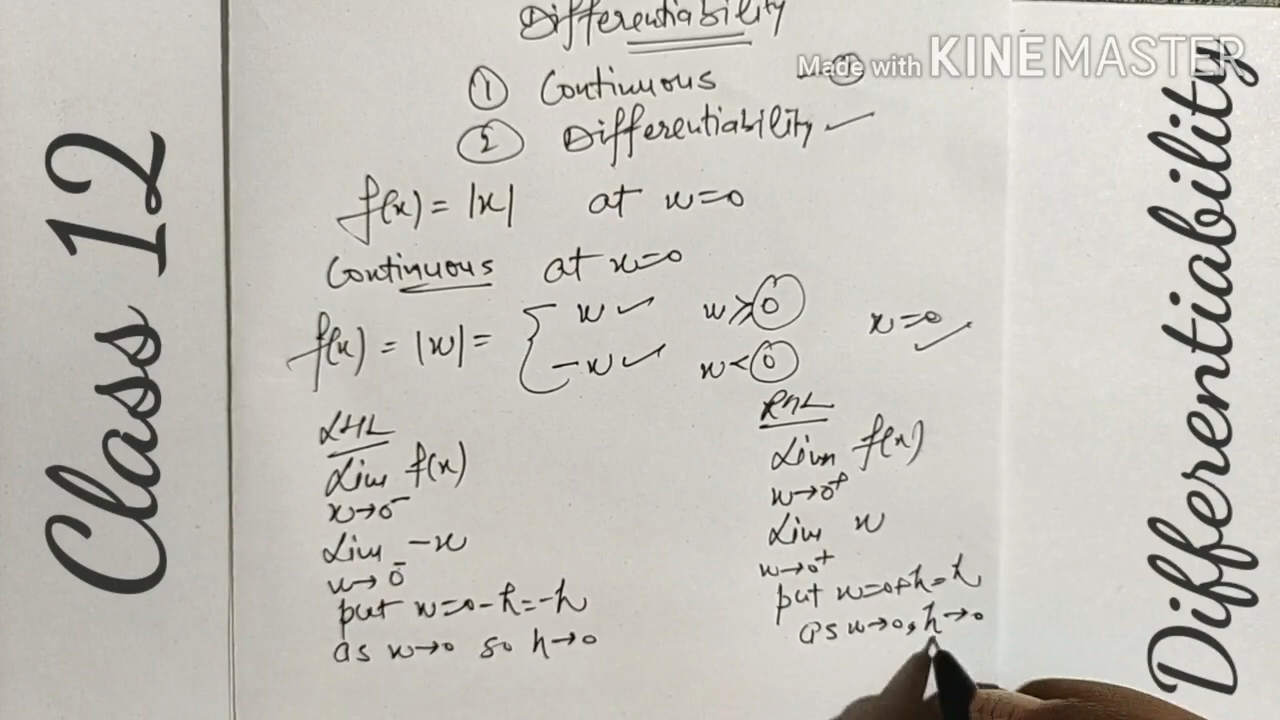 Differentiability
Made with KINEMASTER
① Continuous
② Differentiability ✓
f(x) = |x| at x=0
Continuous at x=0
f(x) = |x| = { x ✓ x≥0
-x ✓ x<0
x=0 ✓
LHL
Lim f(x)
x→0⁻
Lim -x
x→0⁻
put x=0-h=-h
as x→0 so h→0
RHL
Lim f(x)
x→0⁺
Lim x
x→0⁺
put x=0+h=h
as x→0, h→0
Class 12
Differentiability